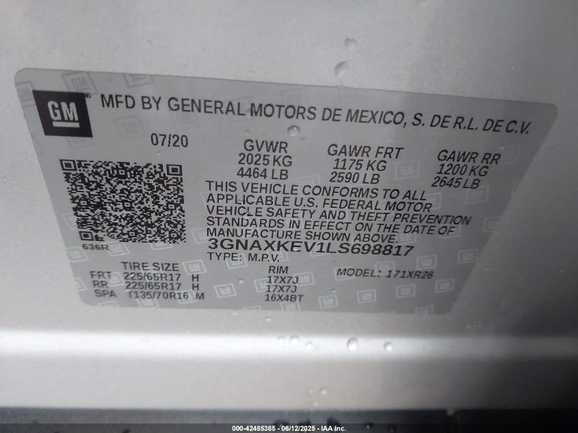 GM
MFD BY GENERAL MOTORS DE MEXICO, S. DE R.L. DE C.V.
07/20
GVWR GAWR FRT GAWR RR
2025 KG 1175 KG 1200 KG
4464 LB 2590 LB 2645 LB
THIS VEHICLE CONFORMS TO ALL
APPLICABLE U.S. FEDERAL MOTOR
VEHICLE SAFETY AND THEFT PREVENTION
STANDARDS IN EFFECT ON THE DATE OF
MANUFACTURE SHOWN ABOVE.
636R
3GNAXKEV1LS698817
TYPE: M.P.V.
MODEL: 1XR26
TIRE SIZE RIM
FRT 225/65R17 H 17X7J
RR 225/65R17 H 17X7J
SPA T135/70R16 M 16X4BT
000-42455365 - 06/12/2025 - IAA Inc.